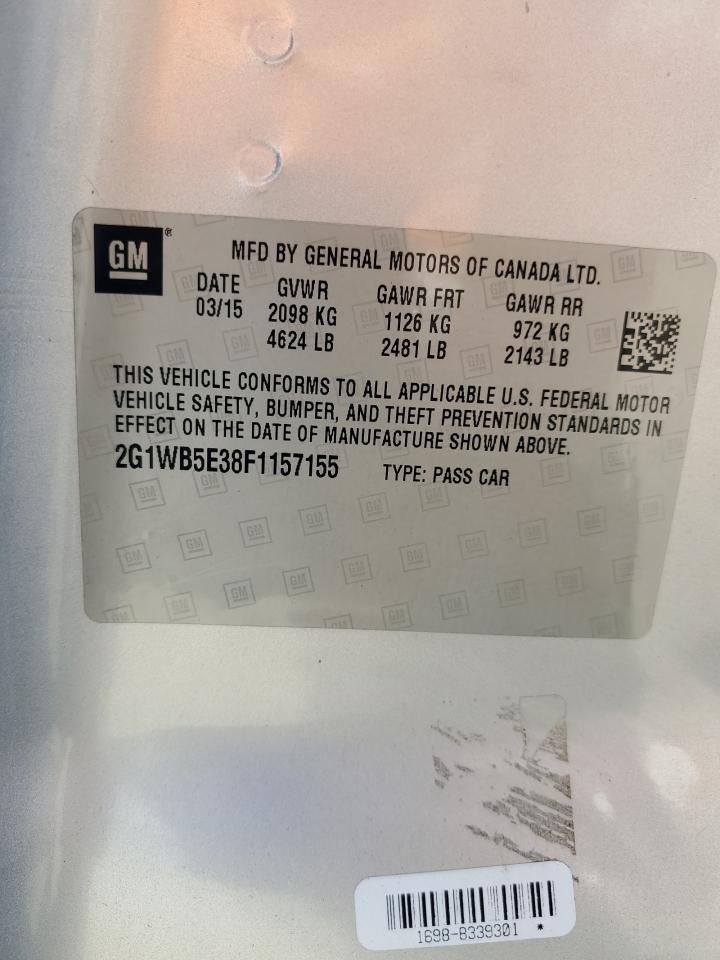 GM ®
MFD BY GENERAL MOTORS OF CANADA LTD.
DATE GVWR GAWR FRT GAWR RR
03/15 2098 KG 1126 KG 972 KG
4624 LB 2481 LB 2143 LB
THIS VEHICLE CONFORMS TO ALL APPLICABLE U.S. FEDERAL MOTOR
VEHICLE SAFETY, BUMPER, AND THEFT PREVENTION STANDARDS IN
EFFECT ON THE DATE OF MANUFACTURE SHOWN ABOVE.
2G1WB5E38F1157155 TYPE: PASS CAR
1698-8339301 *